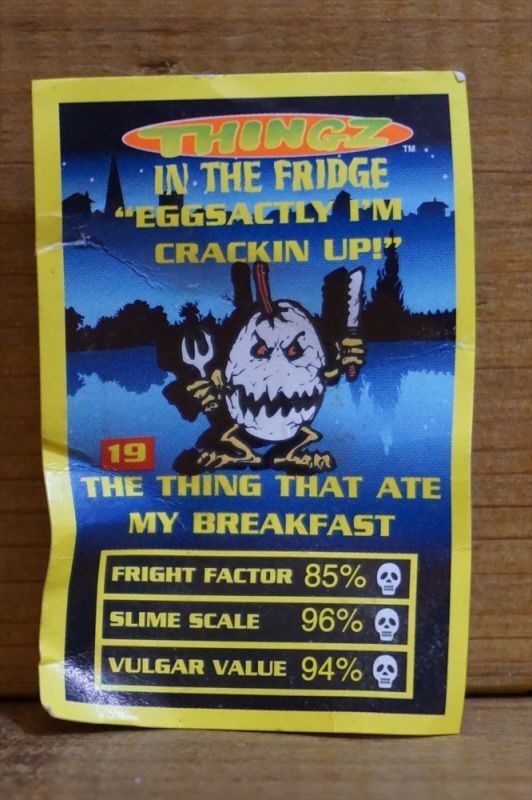 THINGZ TM
IN THE FRIDGE
"EGGSACTLY I'M
CRACKIN UP!"
19
THE THING THAT ATE
MY BREAKFAST
FRIGHT FACTOR 85%
SLIME SCALE 96%
VULGAR VALUE 94%